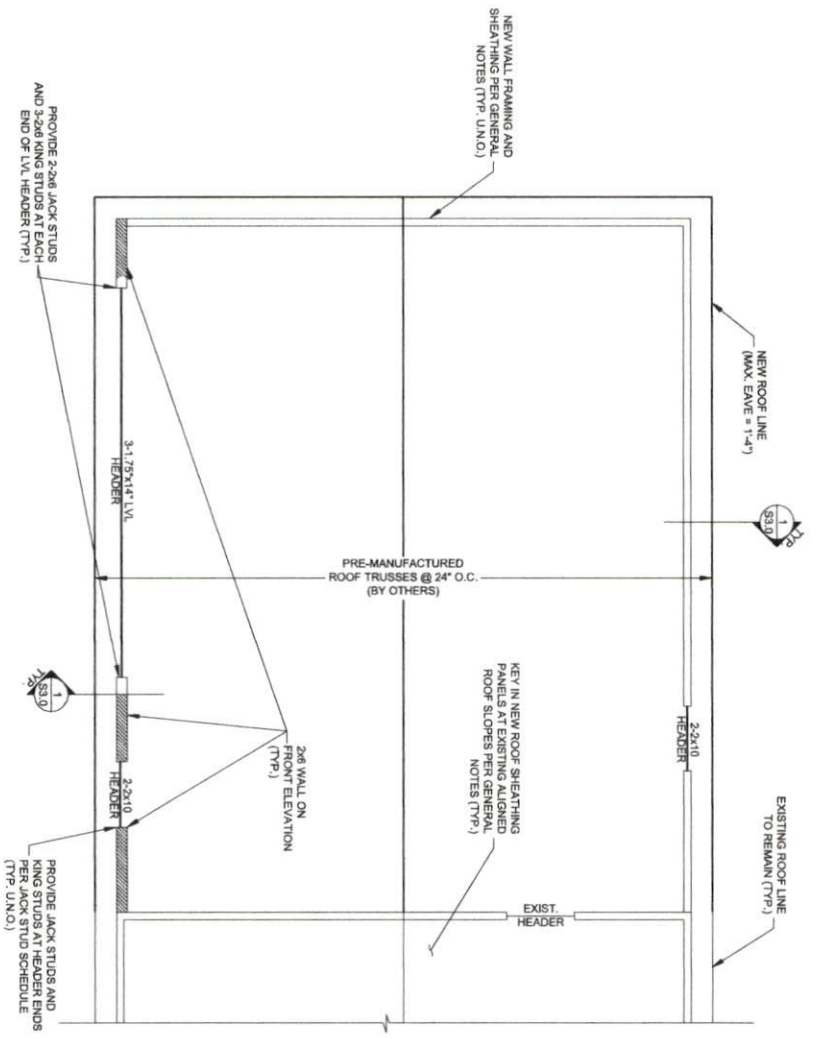 NEW WALL FRAMING AND
SHEATHING PER GENERAL
NOTES (TYP. U.N.O.)
PROVIDE 2-2x6 JACK STUDS
AND 3-2x6 KING STUDS AT EACH
END OF LVL HEADER (TYP.)
NEW ROOF LINE
(MAX. EAVE = 1'-4")
1
S3.0
TYP.
3-1.75"x14" LVL
HEADER
PRE-MANUFACTURED
ROOF TRUSSES @ 24" O.C.
(BY OTHERS)
KEY IN NEW ROOF SHEATHING
PANELS AT EXISTING ALIGNED
ROOF SLOPES PER GENERAL
NOTES (TYP.)
2-2x10
HEADER
1
S3.0
TYP.
2x6 WALL ON
FRONT ELEVATION
(TYP.)
2-2x10
HEADER
EXISTING ROOF LINE
TO REMAIN (TYP.)
EXIST.
HEADER
PROVIDE JACK STUDS AND
KING STUDS AT HEADER ENDS
PER JACK STUD SCHEDULE
(TYP. U.N.O.)